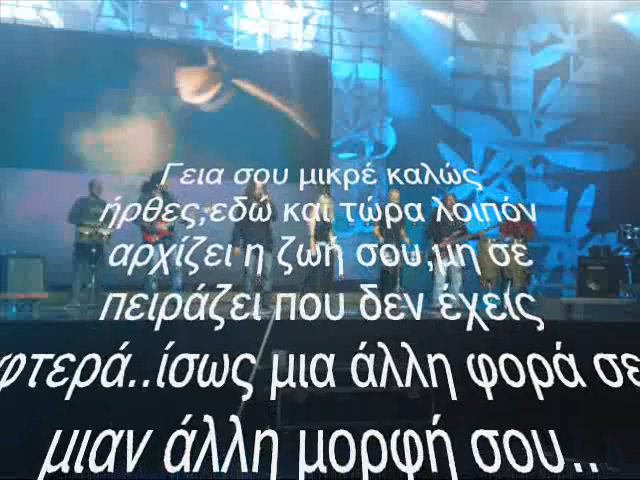 Γεια σου μικρέ καλώς
ήρθες,εδώ και τώρα λοιπόν
αρχίζει η ζωή σου,μη σε
πειράζει που δεν έχεις
φτερά..ίσως μια άλλη φορά σε
μιαν άλλη μορφή σου..